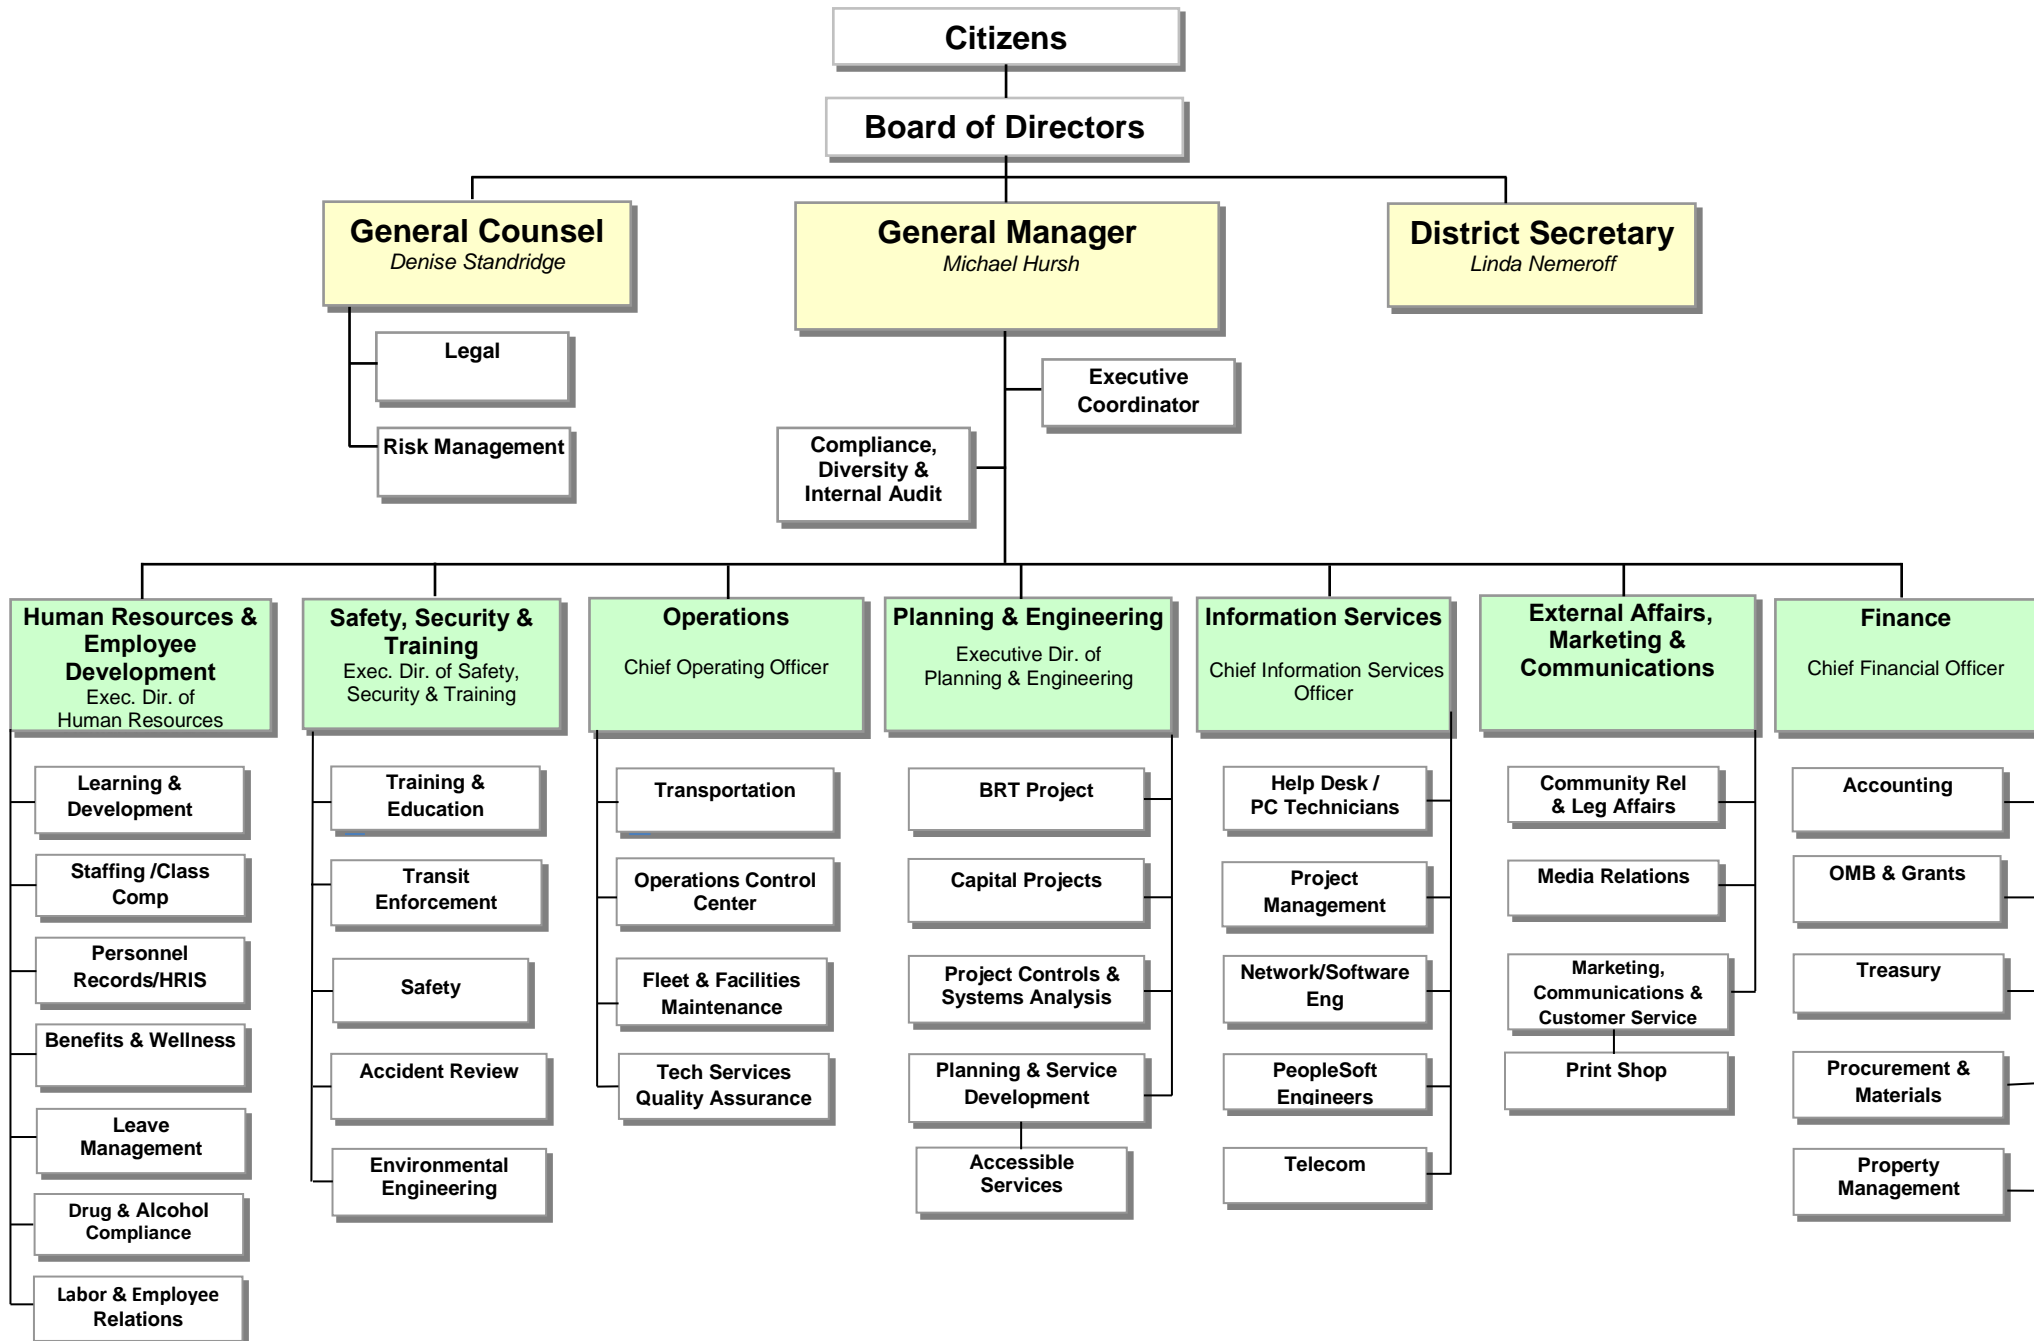 Citizens
Board of Directors
General Counsel
Denise Standridge
General Manager
Michael Hursh
District Secretary
Linda Nemeroff
Legal
Risk Management
Executive
Coordinator
Compliance,
Diversity &
Internal Audit
Human Resources &
Employee
Development
Exec. Dir. of
Human Resources
Learning &
Development
Staffing /Class
Comp
Personnel
Records/HRIS
Benefits & Wellness
Leave
Management
Drug & Alcohol
Compliance
Labor & Employee
Relations
Safety, Security &
Training
Exec. Dir. of Safety,
Security & Training
Training &
Education
Transit
Enforcement
Safety
Accident Review
Environmental
Engineering
Operations
Chief Operating Officer
Transportation
Operations Control
Center
Fleet & Facilities
Maintenance
Tech Services
Quality Assurance
Planning & Engineering
Executive Dir. of
Planning & Engineering
BRT Project
Capital Projects
Project Controls &
Systems Analysis
Planning & Service
Development
Accessible
Services
Information Services
Chief Information Services
Officer
Help Desk /
PC Technicians
Project
Management
Network/Software
Eng
PeopleSoft
Engineers
Telecom
External Affairs,
Marketing &
Communications
Community Rel
& Leg Affairs
Media Relations
Marketing,
Communications &
Customer Service
Print Shop
Finance
Chief Financial Officer
Accounting
OMB & Grants
Treasury
Procurement &
Materials
Property
Management